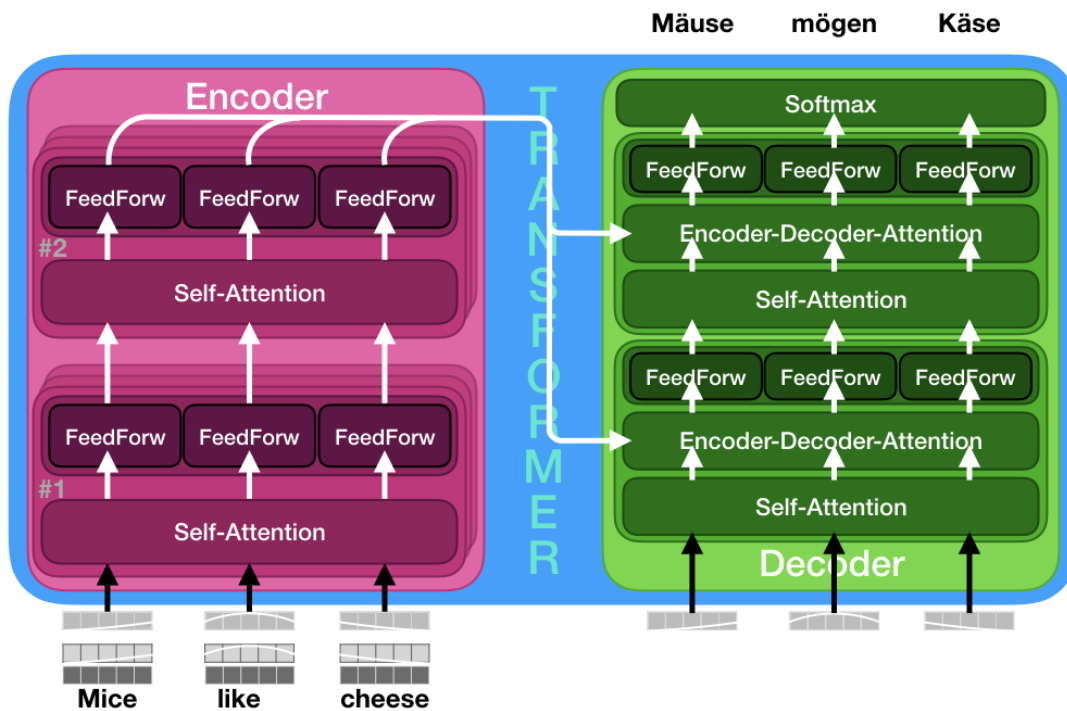 Mäuse mögen Käse
Encoder
FeedForw FeedForw FeedForw
#2
Self-Attention
FeedForw FeedForw FeedForw
#1
Self-Attention
Mice like cheese
TRANSFORMER
Softmax
FeedForw FeedForw FeedForw
Encoder-Decoder-Attention
Self-Attention
FeedForw FeedForw FeedForw
Encoder-Decoder-Attention
Self-Attention
Decoder